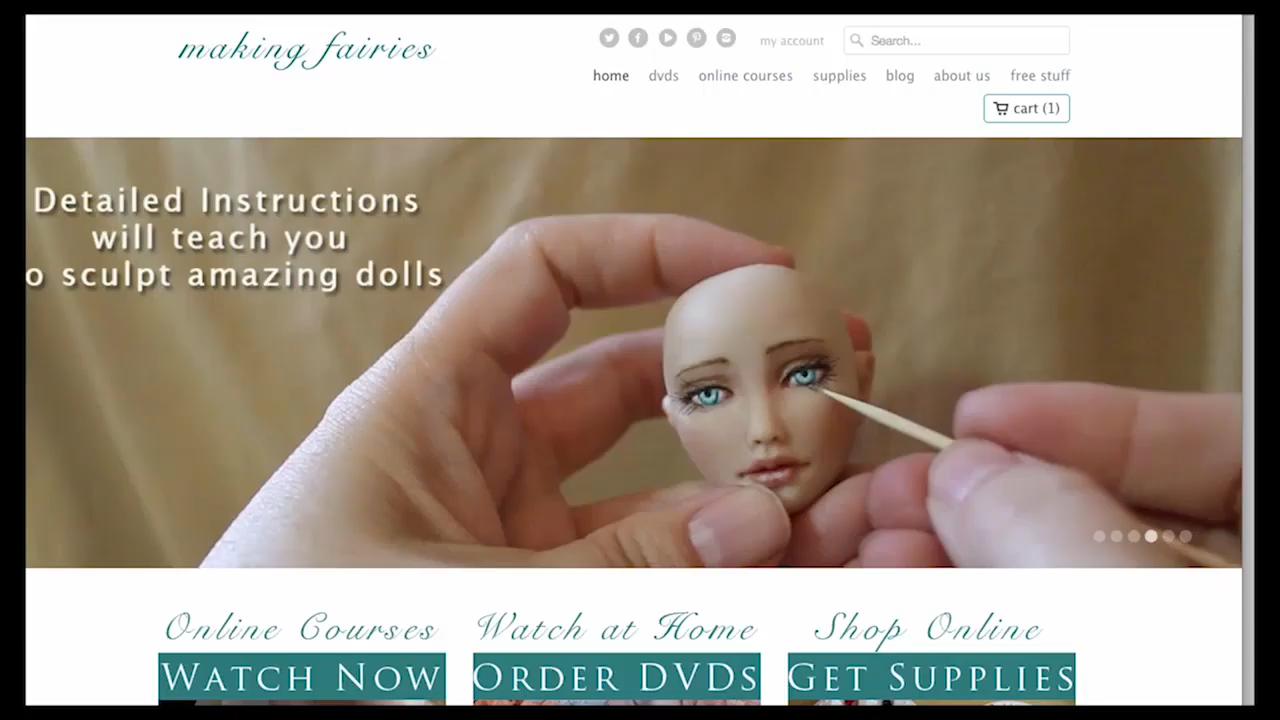 making fairies
my account
Search...
home dvds online courses supplies blog about us free stuff
cart (1)
Detailed Instructions
will teach you
o sculpt amazing dolls
Online Courses
Watch at Home
Shop Online
WATCH NOW
ORDER DVDS
GET SUPPLIES